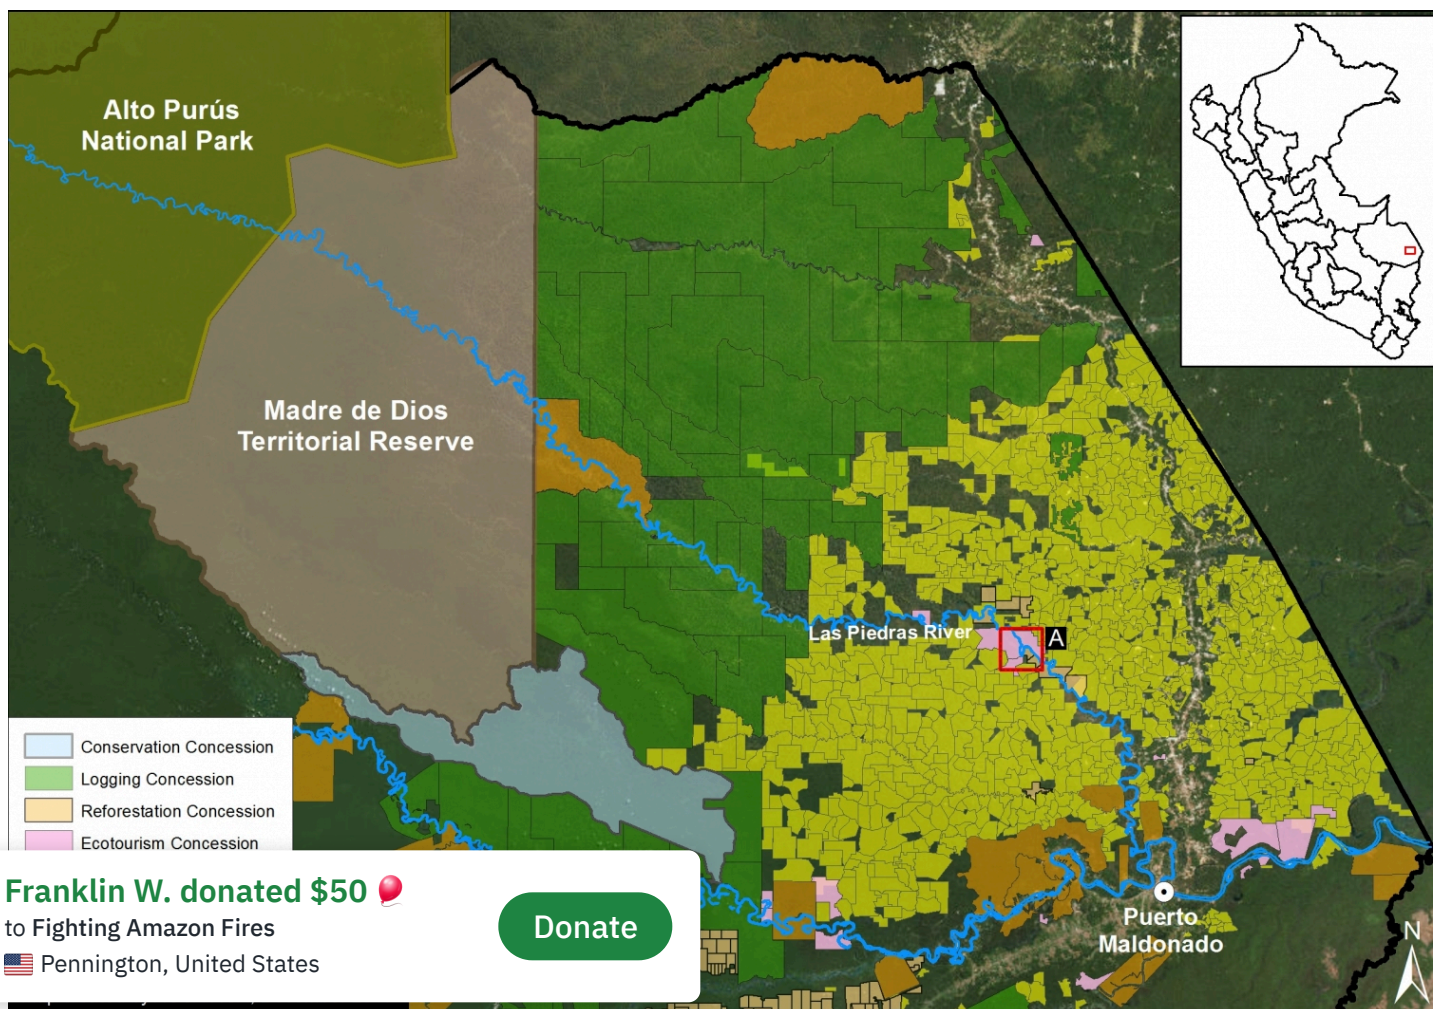 Alto Purús
National Park
Madre de Dios
Territorial Reserve
Las Piedras River
A
Conservation Concession
Logging Concession
Reforestation Concession
Ecotourism Concession
Franklin W. donated $50
to Fighting Amazon Fires
Pennington, United States
Donate
Puerto
Maldonado
N